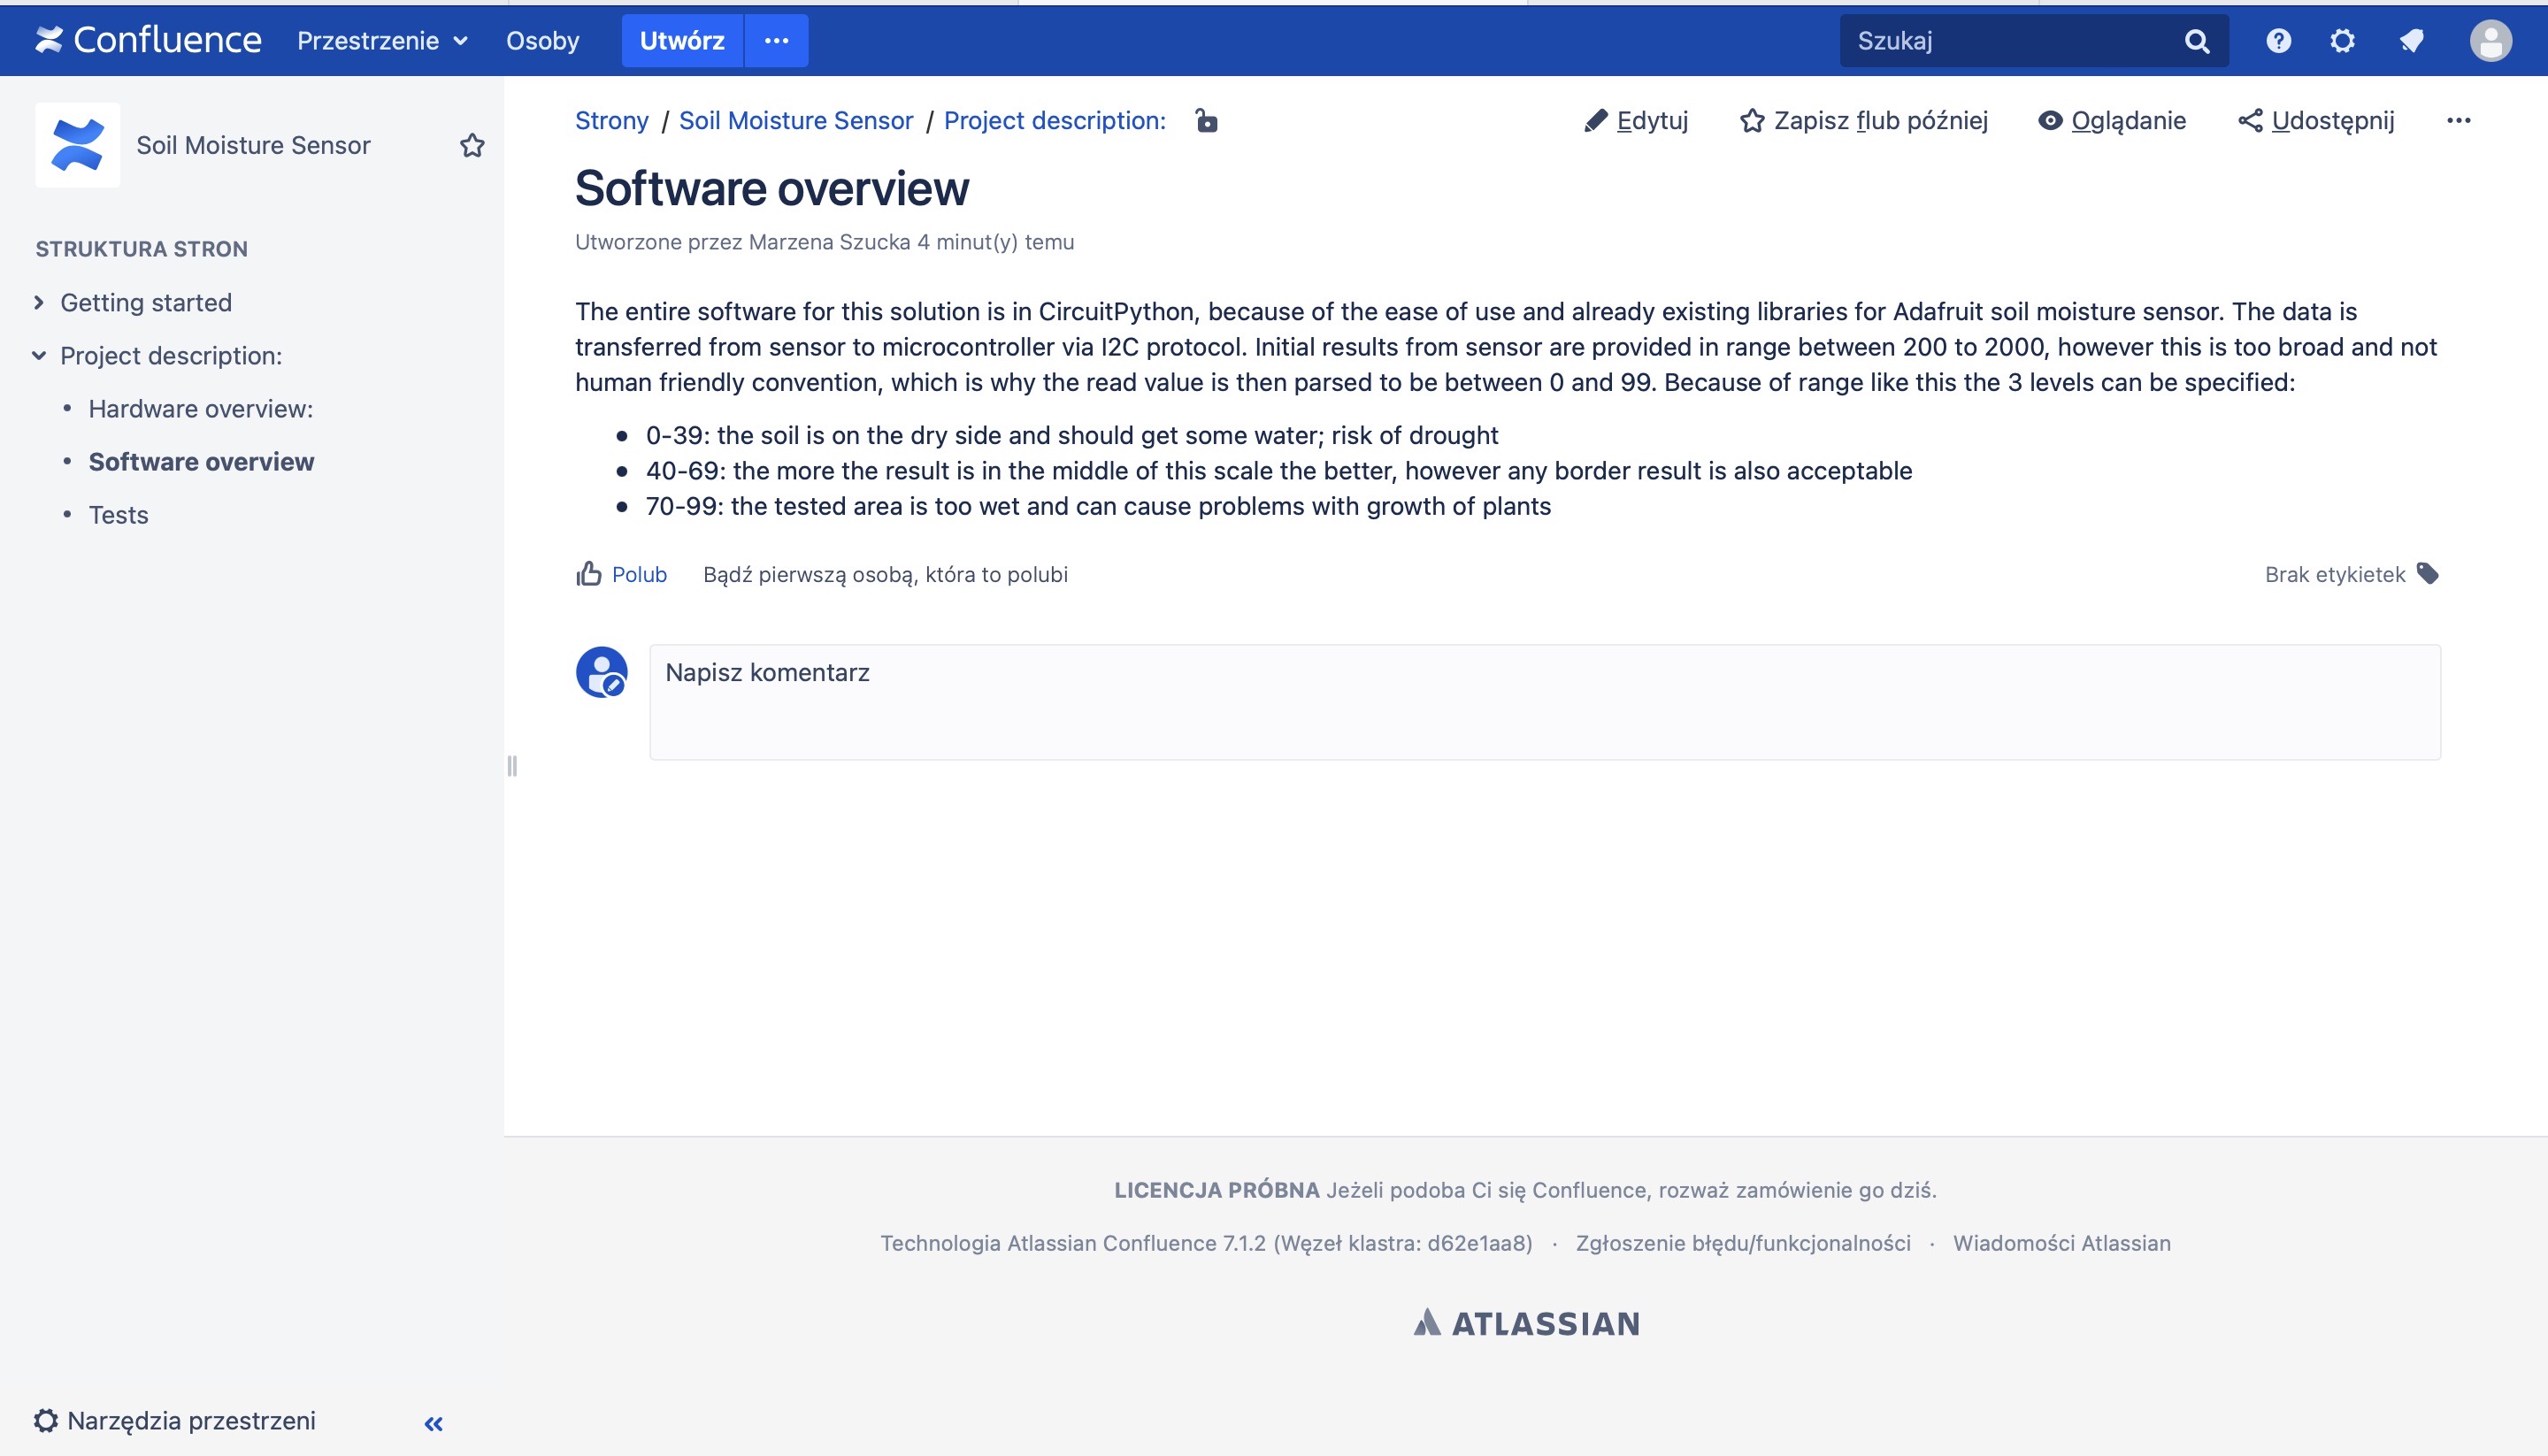 Confluence
Przestrzenie
Osoby
Utwórz
Szukaj
Soil Moisture Sensor
STRUKTURA STRON
Getting started
Project description:
• Hardware overview:
• Software overview
• Tests
Narzędzia przestrzeni
Strony / Soil Moisture Sensor / Project description:
Edytuj
Zapisz flub później
Oglądanie
Udostępnij
Software overview
Utworzone przez Marzena Szucka 4 minut(y) temu
The entire software for this solution is in CircuitPython, because of the ease of use and already existing libraries for Adafruit soil moisture sensor. The data is
transferred from sensor to microcontroller via I2C protocol. Initial results from sensor are provided in range between 200 to 2000, however this is too broad and not
human friendly convention, which is why the read value is then parsed to be between 0 and 99. Because of range like this the 3 levels can be specified:
• 0-39: the soil is on the dry side and should get some water; risk of drought
• 40-69: the more the result is in the middle of this scale the better, however any border result is also acceptable
• 70-99: the tested area is too wet and can cause problems with growth of plants
Polub
Bądź pierwszą osobą, która to polubi
Brak etykietek
Napisz komentarz
LICENCJA PRÓBNA Jeżeli podoba Ci się Confluence, rozważ zamówienie go dziś.
Technologia Atlassian Confluence 7.1.2 (Węzeł klastra: d62e1aa8) · Zgłoszenie błędu/funkcjonalności · Wiadomości Atlassian
ATLASSIAN